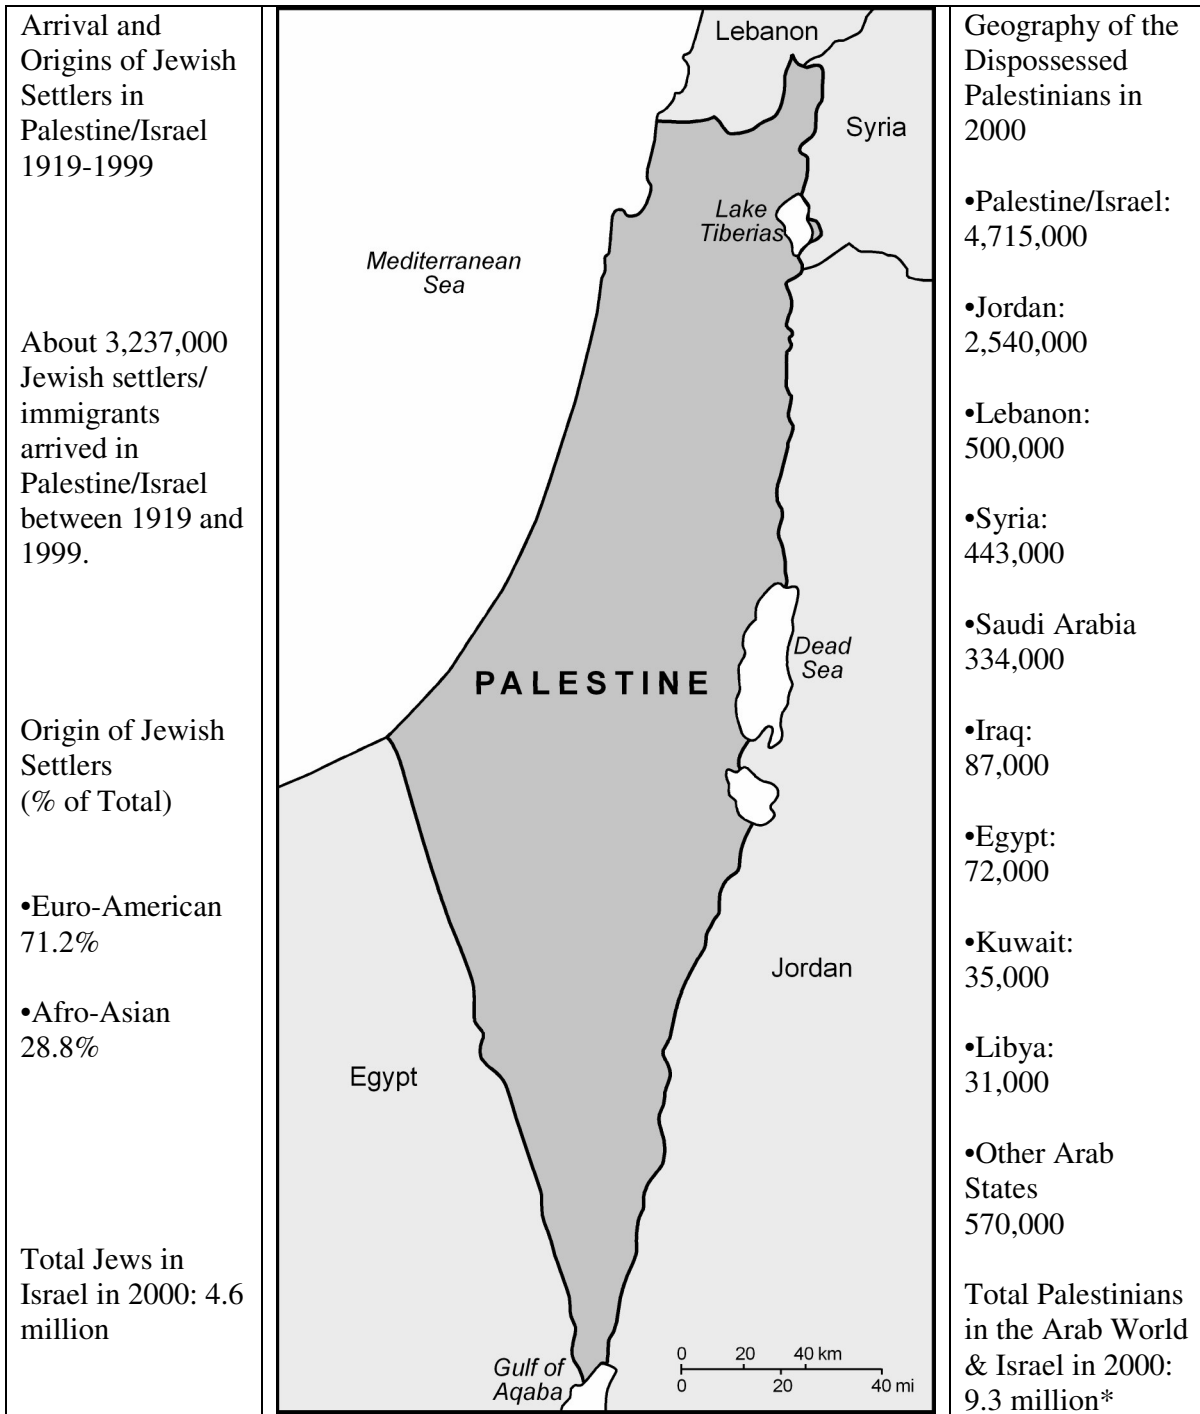 Arrival and
Origins of Jewish
Settlers in
Palestine/Israel
1919-1999
About 3,237,000
Jewish settlers/
immigrants
arrived in
Palestine/Israel
between 1919 and
1999.
Origin of Jewish
Settlers
(% of Total)
•Euro-American
71.2%
•Afro-Asian
28.8%
Total Jews in
Israel in 2000: 4.6
million
Lebanon
Syria
Lake
Tiberias
Mediterranean
Sea
Dead
Sea
PALESTINE
Jordan
Egypt
Gulf of
Aqaba
0 20 40 km
0 20 40 mi
Geography of the
Dispossessed
Palestinians in
2000
•Palestine/Israel:
4,715,000
•Jordan:
2,540,000
•Lebanon:
500,000
•Syria:
443,000
•Saudi Arabia
334,000
•Iraq:
87,000
•Egypt:
72,000
•Kuwait:
35,000
•Libya:
31,000
•Other Arab
States
570,000
Total Palestinians
in the Arab World
& Israel in 2000:
9.3 million*